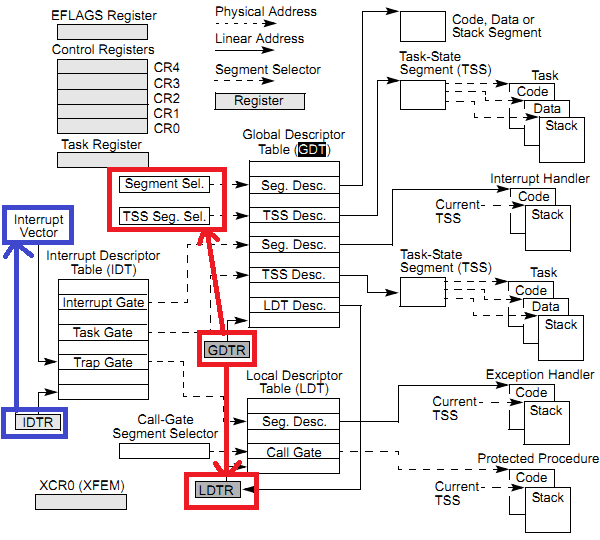 EFLAGS Register
Control Registers
CR4
CR3
CR2
CR1
CR0
Task Register
Physical Address
Linear Address
Segment Selector
Register
Code, Data or
Stack Segment
Task-State
Segment (TSS)
Task
Code
Data
Stack
Global Descriptor
Table (GDT)
Segment Sel.
Seg. Desc.
TSS Seg. Sel.
TSS Desc.
Seg. Desc.
TSS Desc.
LDT Desc.
GDTR
Interrupt Handler
Code
Current
TSS
Stack
Task-State
Segment (TSS)
Task
Code
Data
Stack
Interrupt
Vector
Interrupt Descriptor
Table (IDT)
Interrupt Gate
Task Gate
Trap Gate
IDTR
Local Descriptor
Table (LDT)
Call-Gate
Segment Selector
Seg. Desc.
Call Gate
LDTR
Exception Handler
Code
Current
TSS
Stack
Protected Procedure
Code
Current
TSS
Stack
XCR0 (XFEM)